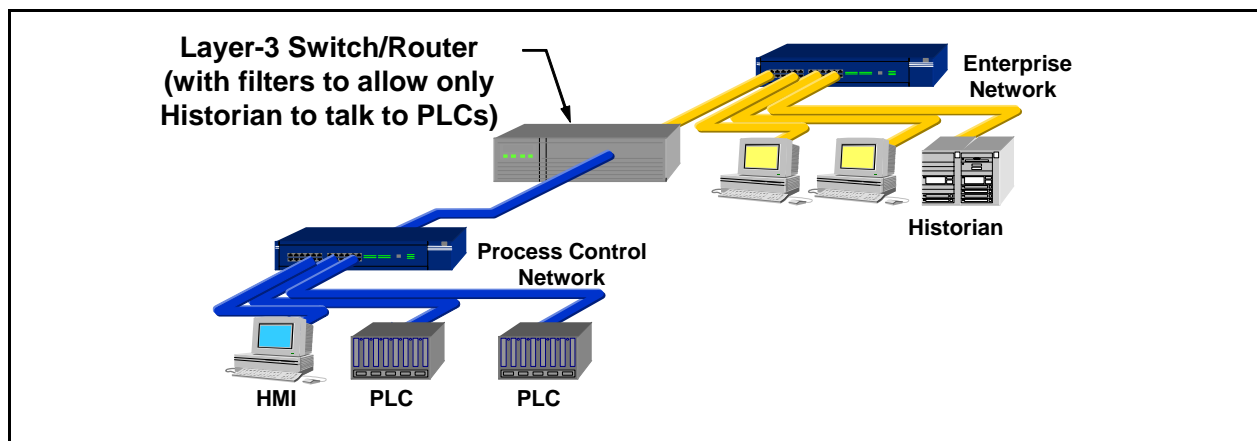 Layer-3 Switch/Router
(with filters to allow only
Historian to talk to PLCs)
Enterprise
Network
Historian
Process Control
Network
HMI
PLC
PLC